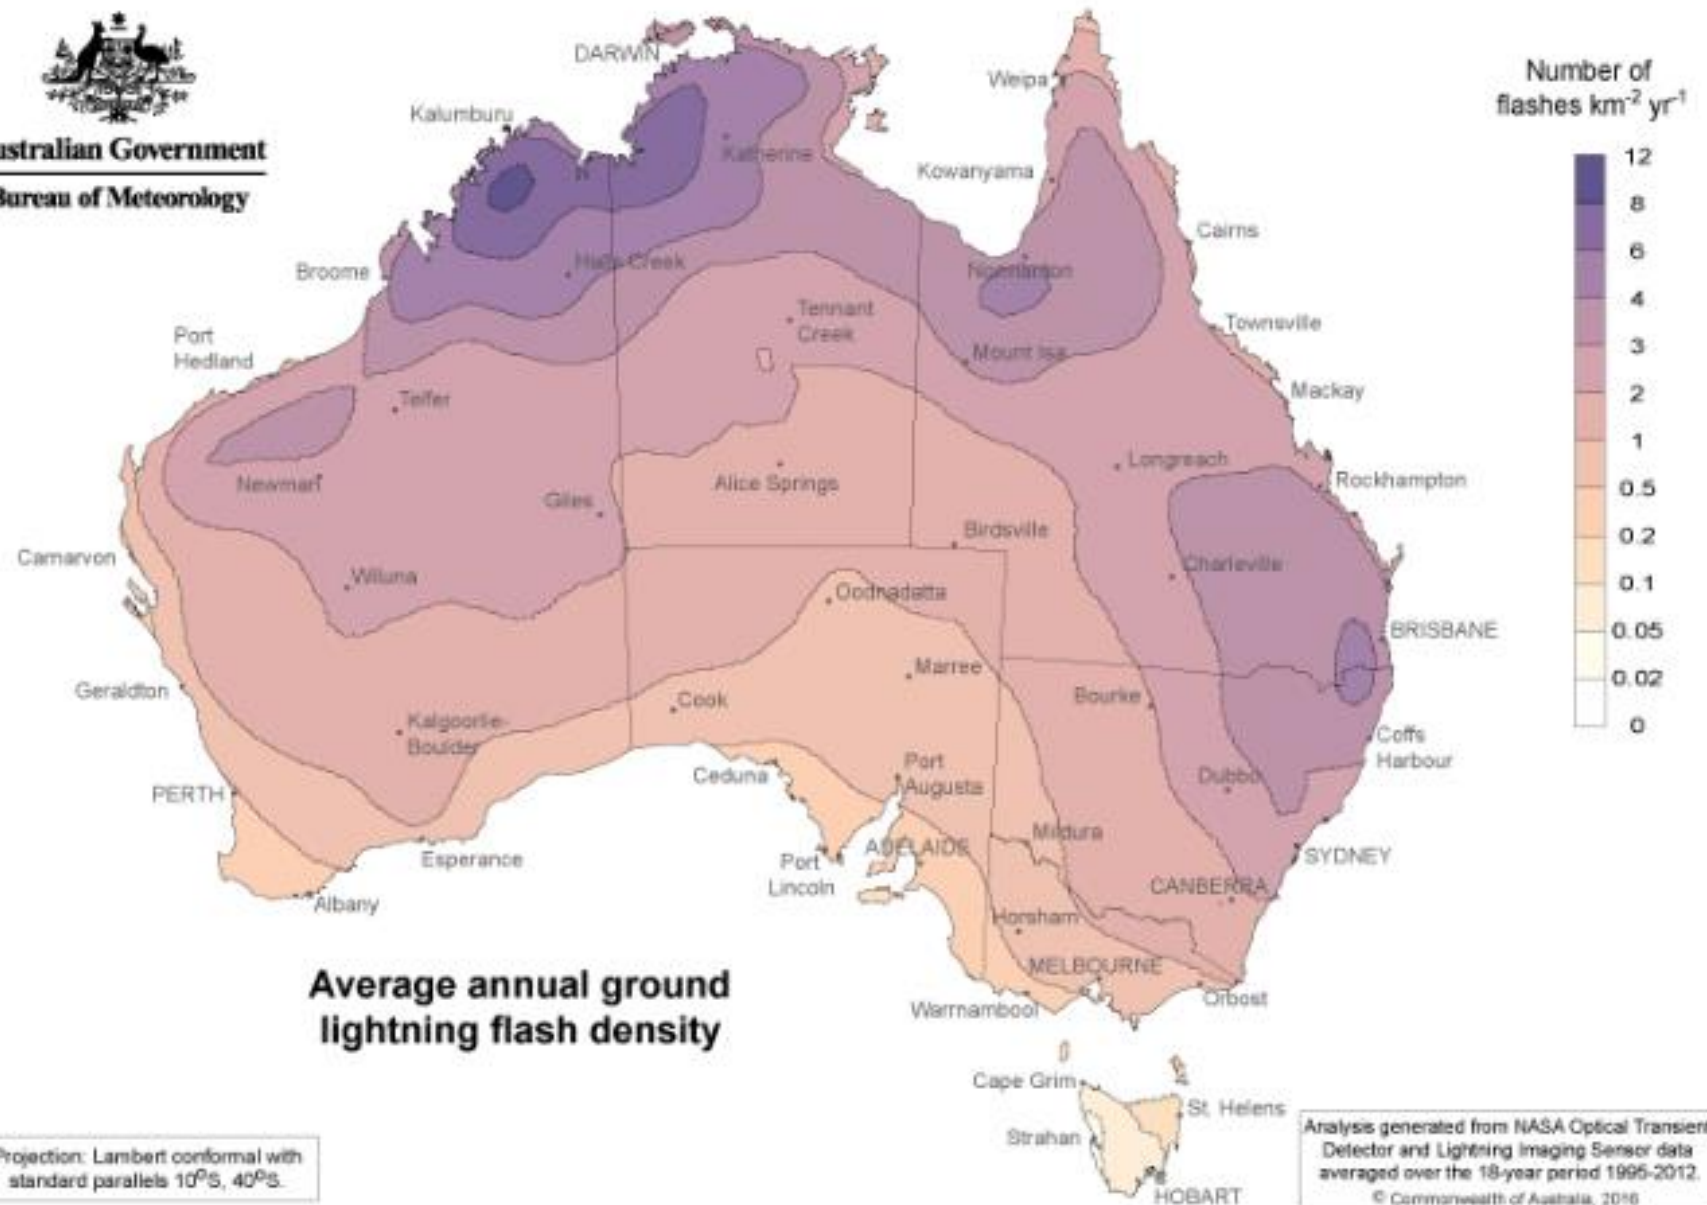 ustralian Government
Bureau of Meteorology
Number of
flashes km⁻² yr⁻¹
12
8
6
4
3
2
1
0.5
0.2
0.1
0.05
0.02
0
DARWIN
Weipa
Kalumburu
Katherine
Kowanyama
Cairns
Broome
Halls Creek
Normanton
Tennant
Creek
Townsville
Port
Hedland
Mount Isa
Mackay
Telfer
Longreach
Rockhampton
Newman
Giles
Alice Springs
Birdsville
Carnarvon
Wiluna
Charleville
Oodnadatta
BRISBANE
Geraldton
Marree
Bourke
Cook
Kalgoorlie-
Boulder
Coffs
Harbour
PERTH
Ceduna
Port
Augusta
Dubbo
Mildura
Esperance
Port
Lincoln
ADELAIDE
SYDNEY
Albany
CANBERRA
Horsham
MELBOURNE
Warrnambool
Orbost
Average annual ground
lightning flash density
Cape Grim
St. Helens
Strahan
HOBART
Projection: Lambert conformal with
standard parallels 10ºS, 40ºS.
Analysis generated from NASA Optical Transient
Detector and Lightning Imaging Sensor data
averaged over the 18-year period 1995-2012.
© Commonwealth of Australia, 2016